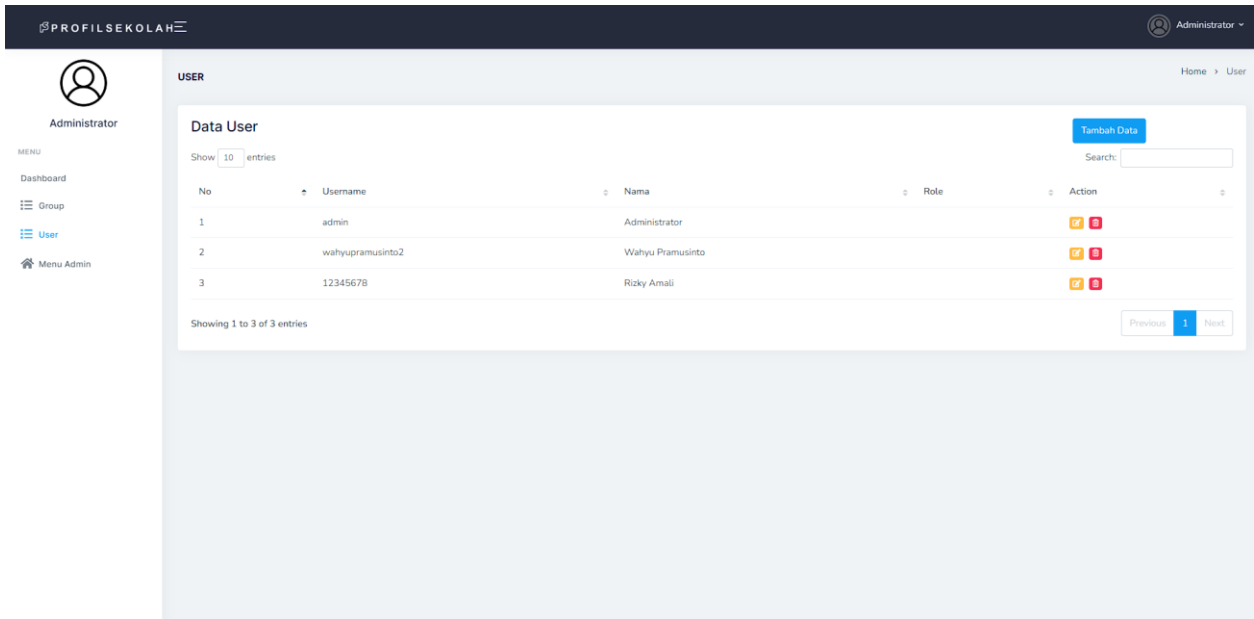 PROFILSEKOLAH
Administrator
Administrator
MENU
Dashboard
Group
User
Menu Admin
USER
Home > User
Data User
Tambah Data
Show 10 entries
Search:
No Username Nama Role Action
1 admin Administrator
2 wahyupramusinto2 Wahyu Pramusinto
3 12345678 Rizky Amali
Showing 1 to 3 of 3 entries
Previous 1 Next